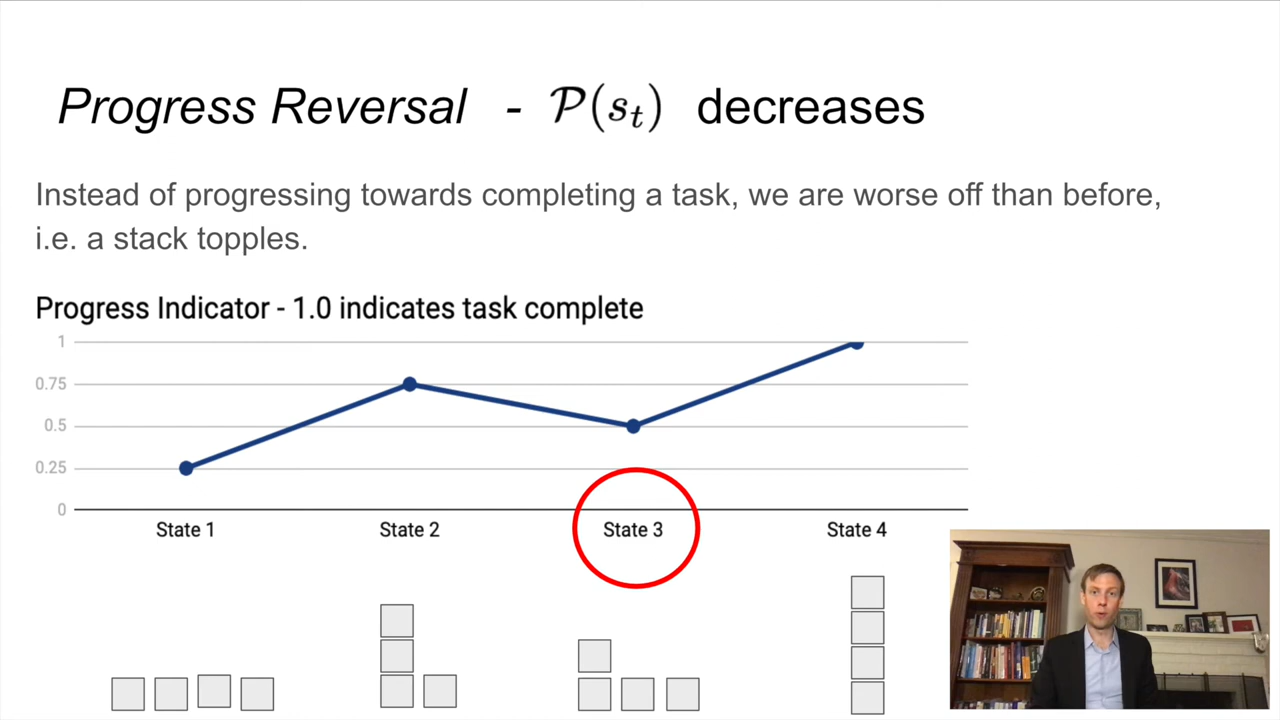 Progress Reversal - 𝒫(sₜ) decreases
Instead of progressing towards completing a task, we are worse off than before,
i.e. a stack topples.
Progress Indicator - 1.0 indicates task complete
1
0.75
0.5
0.25
0
State 1 State 2 State 3 State 4